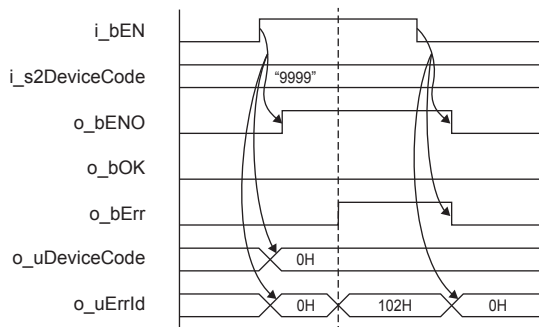 i_bEN
i_s2DeviceCode
“9999”
o_bENO
o_bOK
o_bErr
o_uDeviceCode
0H
o_uErrId
0H
102H
0H